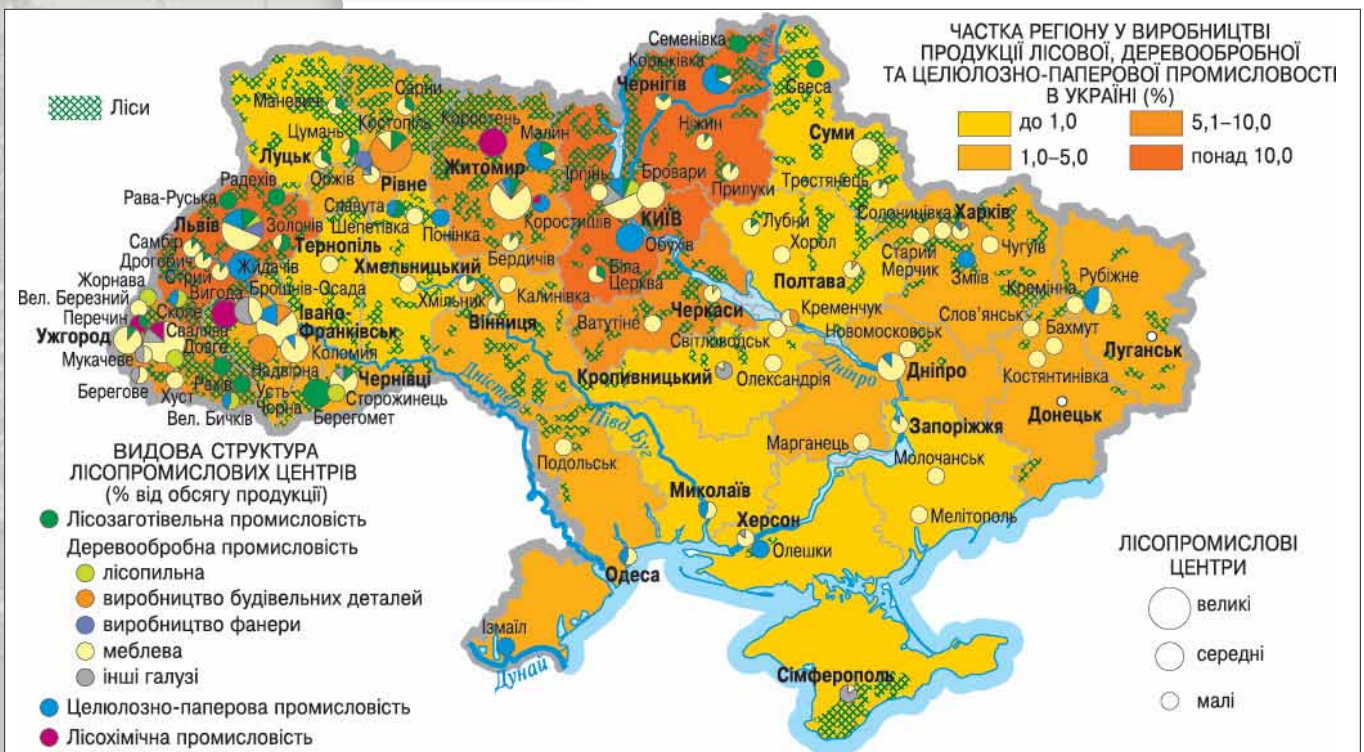 ЧАСТКА РЕГІОНУ У ВИРОБНИЦТВІ
ПРОДУКЦІЇ ЛІСОВОЇ, ДЕРЕВООБРОБНОЇ
ТА ЦЕЛЮЛОЗНО-ПАПЕРОВОЇ ПРОМИСЛОВОСТІ
В УКРАЇНІ (%)
до 1,0
5,1–10,0
1,0–5,0
понад 10,0
Ліси
Семенівка
Корюківка
Десна
Чернігів
Свеса
Маневичі
Сарни
Цумань
Костопіль
Коростень
Малин
Ніжин
Суми
Луцьк
Оржів
Рівне
Житомир
Ірпінь
Бровари
Прилуки
Тростянець
Радехів
Рава-Руська
Славута
Шепетівка
Понінка
Коростишів
КИЇВ
Обухів
Лубни
Солоницівка
Харків
Львів
Золочів
Тернопіль
Самбір
Дрогобич
Стрий
Жидачів
Бердичів
Біла
Церква
Хорол
Полтава
Старий
Мерчик
Чугуїв
Зміїв
Рубіжне
Кремінна
Жорнава
Вел. Березний
Перечин
Вигода
Брошнів-Осада
Хмельницький
Хмільник
Калинівка
Вінниця
Черкаси
Ватутіне
Кременчук
Новомосковськ
Слов'янськ
Бахмут
Луганськ
Ужгород
Сколе
Свалява
Івано-
Франківськ
Довге
Коломия
Світловодськ
Мукачеве
Надвірна
Чернівці
Кропивницький
Олександрія
Дніпро
Дніпро
Костянтинівка
Берегове
Хуст
Рахів
Усть-
Чорна
Сторожинець
Вел. Бичків
Берегомет
Дністер
Півд. Буг
Донецьк
Запоріжжя
Марганець
Молочанськ
Подольськ
Миколаїв
Мелітополь
Херсон
Олешки
Одеса
Ізмаїл
Дунай
Сімферополь
ВИДОВА СТРУКТУРА
ЛІСОПРОМИСЛОВИХ ЦЕНТРІВ
(% від обсягу продукції)
Лісозаготівельна промисловість
Деревообробна промисловість
лісопильна
виробництво будівельних деталей
виробництво фанери
меблева
інші галузі
Целюлозно-паперова промисловість
Лісохімічна промисловість
ЛІСОПРОМИСЛОВІ
ЦЕНТРИ
великі
середні
малі